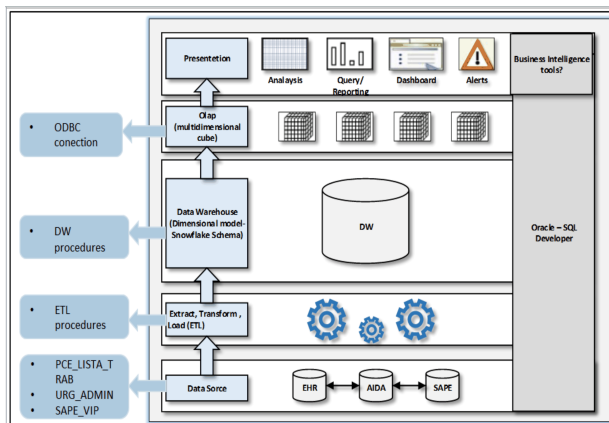 Presentetion
Analaysis
Query/
Reporting
Dashboard
Alerts
Business Intelligence
tools?
• ODBC
conection
Olap
(multidimensional
cube)
• DW
procedures
Data Warehouse
(Dimensional model-
Snowflake Schema)
DW
Oracle – SQL
Developer
• ETL
procedures
Extract, Transform ,
Load (ETL)
• PCE_LISTA_T
RAB
• URG_ADMIN
• SAPE_VIP
Data Sorce
EHR
AIDA
SAPE